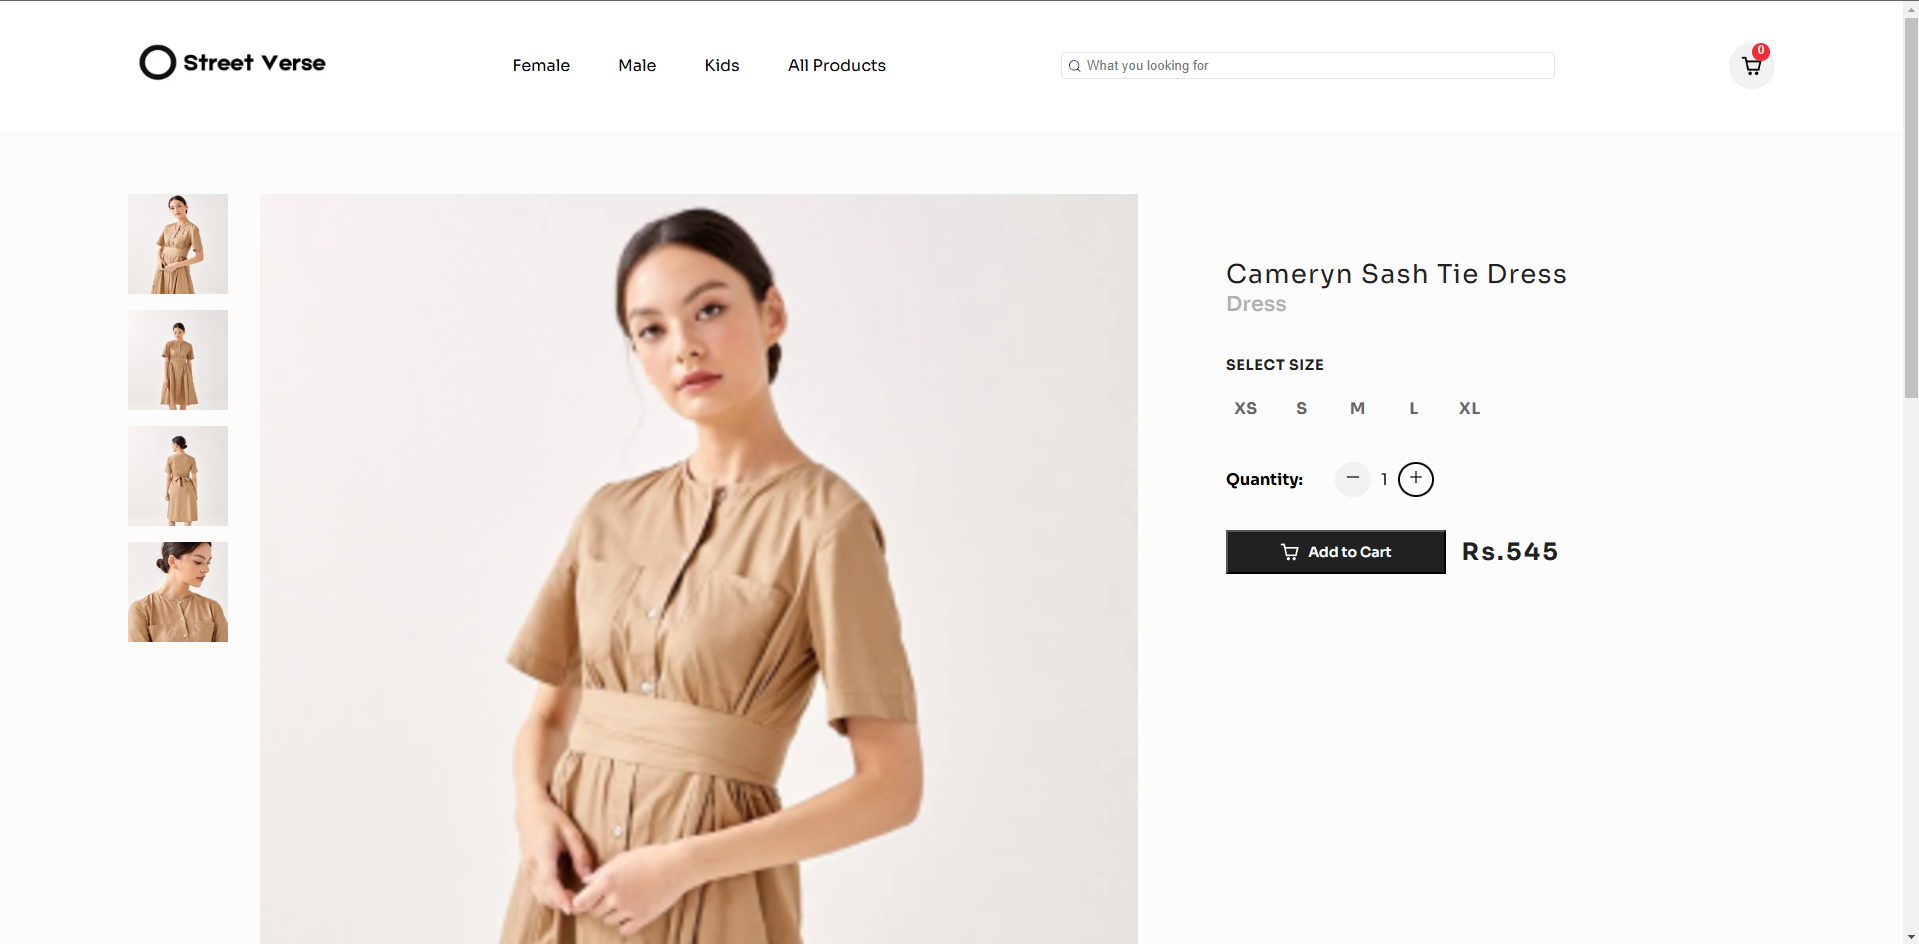 Street Verse
Female Male Kids All Products
What you looking for
0
Cameryn Sash Tie Dress
Dress
SELECT SIZE
XS S M L XL
Quantity: 1
Add to Cart Rs.545